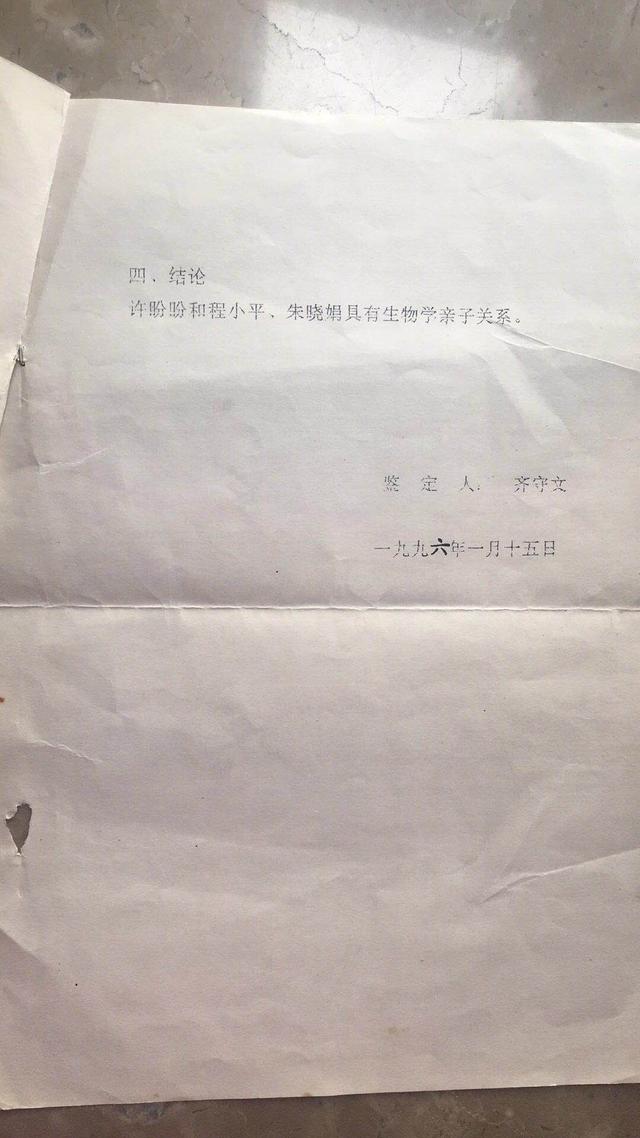 四、结论
许盼盼和程小平、朱晓娟具有生物学亲子关系。
鉴 定 人: 齐守文
一九九六年一月十五日